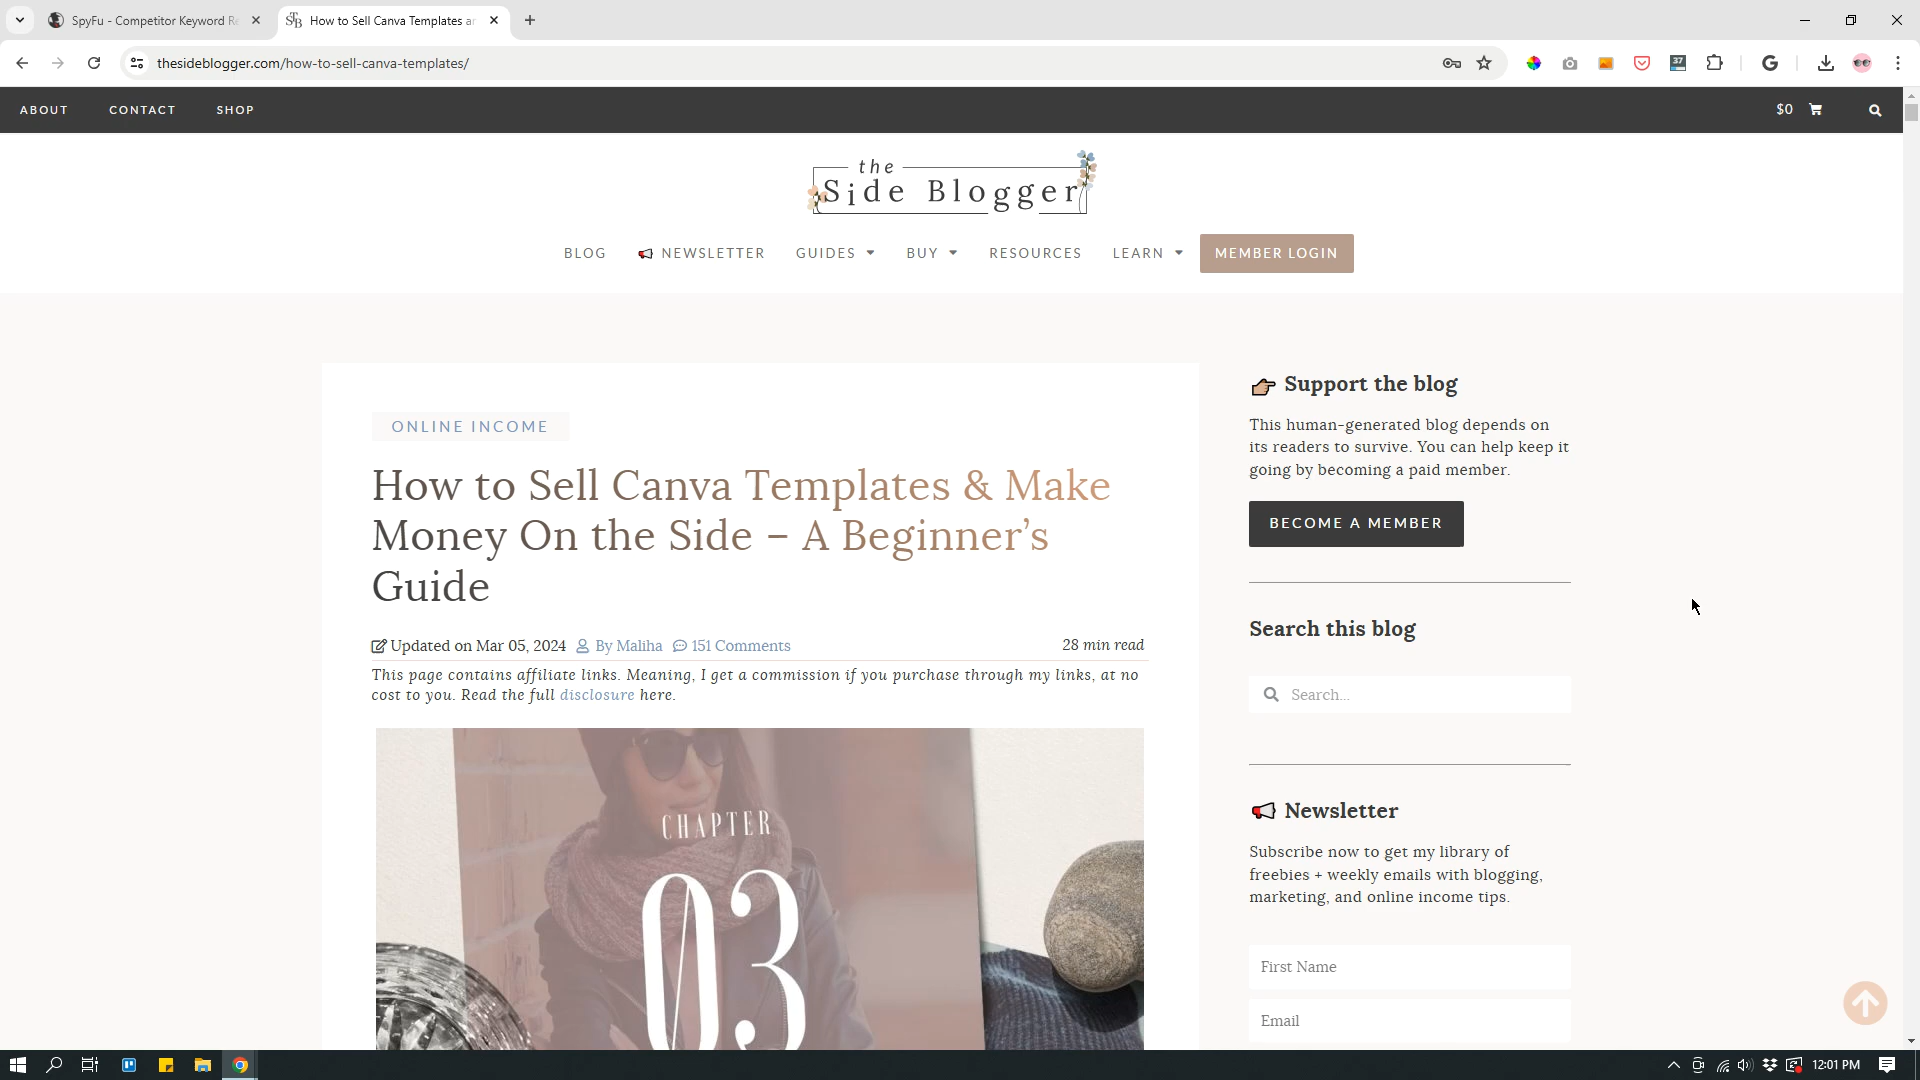 SpyFu - Competitor Keyword Re
How to Sell Canva Templates an
thesideblogger.com/how-to-sell-canva-templates/
37
ABOUT
CONTACT
SHOP
$0
the
Side Blogger
BLOG
NEWSLETTER
GUIDES
BUY
RESOURCES
LEARN
MEMBER LOGIN
ONLINE INCOME
How to Sell Canva Templates & Make
Money On the Side – A Beginner’s
Guide
Updated on Mar 05, 2024 By Maliha 151 Comments
28 min read
This page contains affiliate links. Meaning, I get a commission if you purchase through my links, at no
cost to you. Read the full disclosure here.
CHAPTER
03
Support the blog
This human-generated blog depends on
its readers to survive. You can help keep it
going by becoming a paid member.
BECOME A MEMBER
Search this blog
Search...
Newsletter
Subscribe now to get my library of
freebies + weekly emails with blogging,
marketing, and online income tips.
First Name
Email
12:01 PM